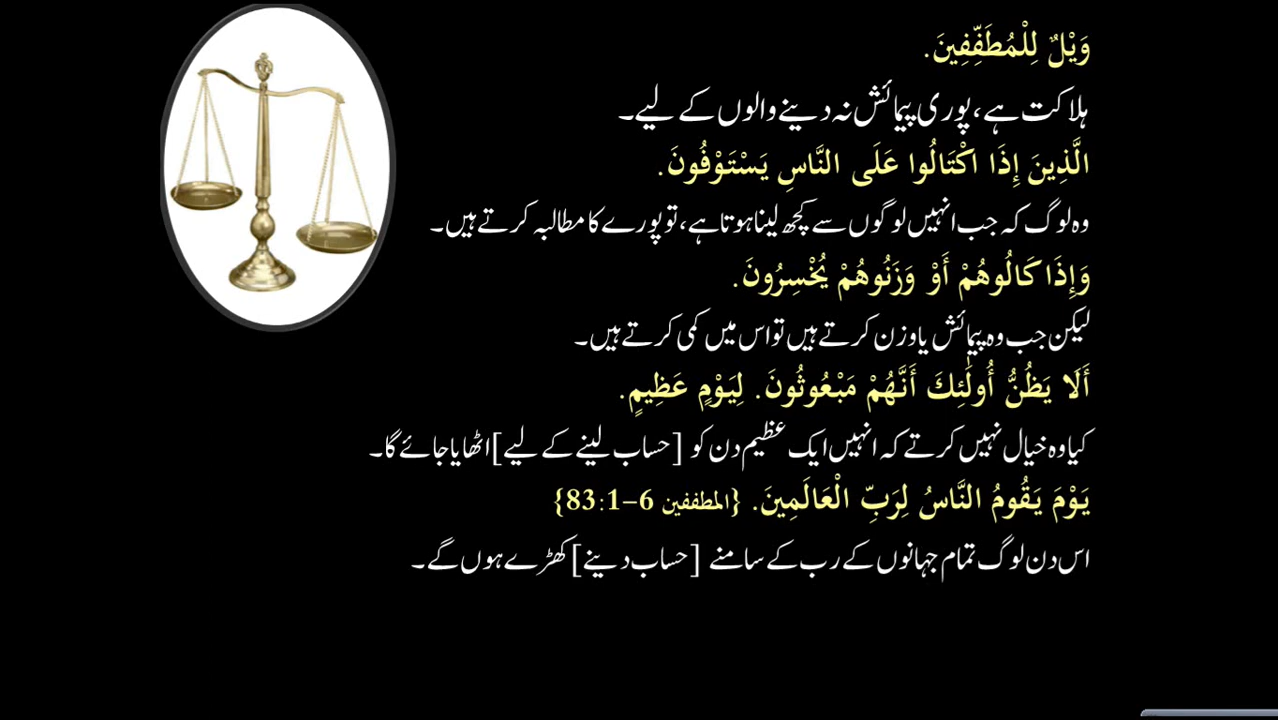 وَيْلٌ لِلْمُطَفِّفِينَ.
ہلاکت ہے، پوری پیمائش نہ دینے والوں کے لیے۔
الَّذِينَ إِذَا اكْتَالُوا عَلَى النَّاسِ يَسْتَوْفُونَ.
وہ لوگ کہ جب انہیں لوگوں سے کچھ لینا ہوتا ہے، تو پورے کا مطالبہ کرتے ہیں۔
وَإِذَا كَالُوهُمْ أَوْ وَزَنُوهُمْ يُخْسِرُونَ.
لیکن جب وہ پیمائش یا وزن کرتے ہیں تو اس میں کمی کرتے ہیں۔
أَلَا يَظُنُّ أُولَٰئِكَ أَنَّهُمْ مَبْعُوثُونَ. لِيَوْمٍ عَظِيمٍ.
کیا وہ خیال نہیں کرتے کہ انہیں ایک عظیم دن کو [حساب لینے کے لیے] اٹھایا جائے گا۔
يَوْمَ يَقُومُ النَّاسُ لِرَبِّ الْعَالَمِينَ. {المطففين 6–83:1}
اس دن لوگ تمام جہانوں کے رب کے سامنے [حساب دینے] کھڑے ہوں گے۔